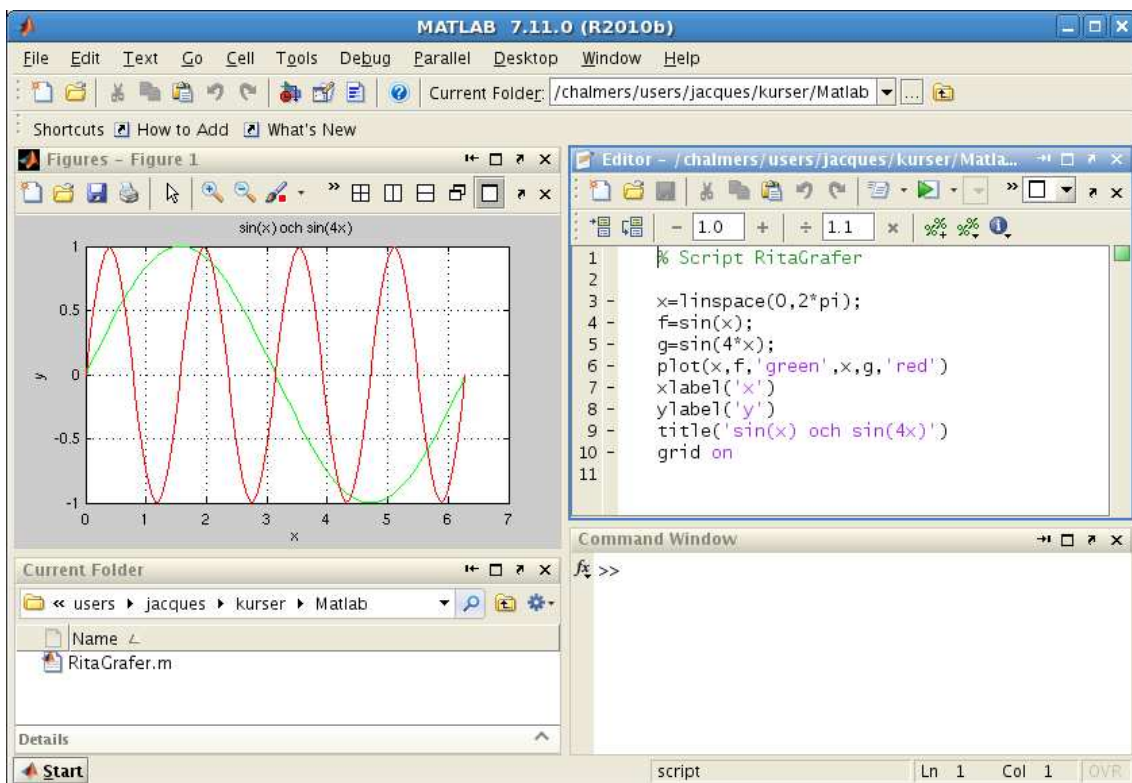 MATLAB 7.11.0 (R2010b)
File Edit Text Go Cell Tools Debug Parallel Desktop Window Help
Current Folder: /chalmers/users/jacques/kurser/Matlab ...
Shortcuts How to Add What's New
Figures - Figure 1
»
sin(x) och sin(4x)
1
0.5
0
-0.5
-1
y
0 1 2 3 4 5 6 7
x
Current Folder
« users jacques kurser Matlab
Name
RitaGrafer.m
Details
Editor - /chalmers/users/jacques/kurser/Matla...
»
- 1.0 + ÷ 1.1 ×
1 % Script RitaGrafer
2
3 - x=linspace(0,2*pi);
4 - f=sin(x);
5 - g=sin(4*x);
6 - plot(x,f,'green',x,g,'red')
7 - xlabel('x')
8 - ylabel('y')
9 - title('sin(x) och sin(4x)')
10 - grid on
11
Command Window
fx >>
Start script Ln 1 Col 1 OVR